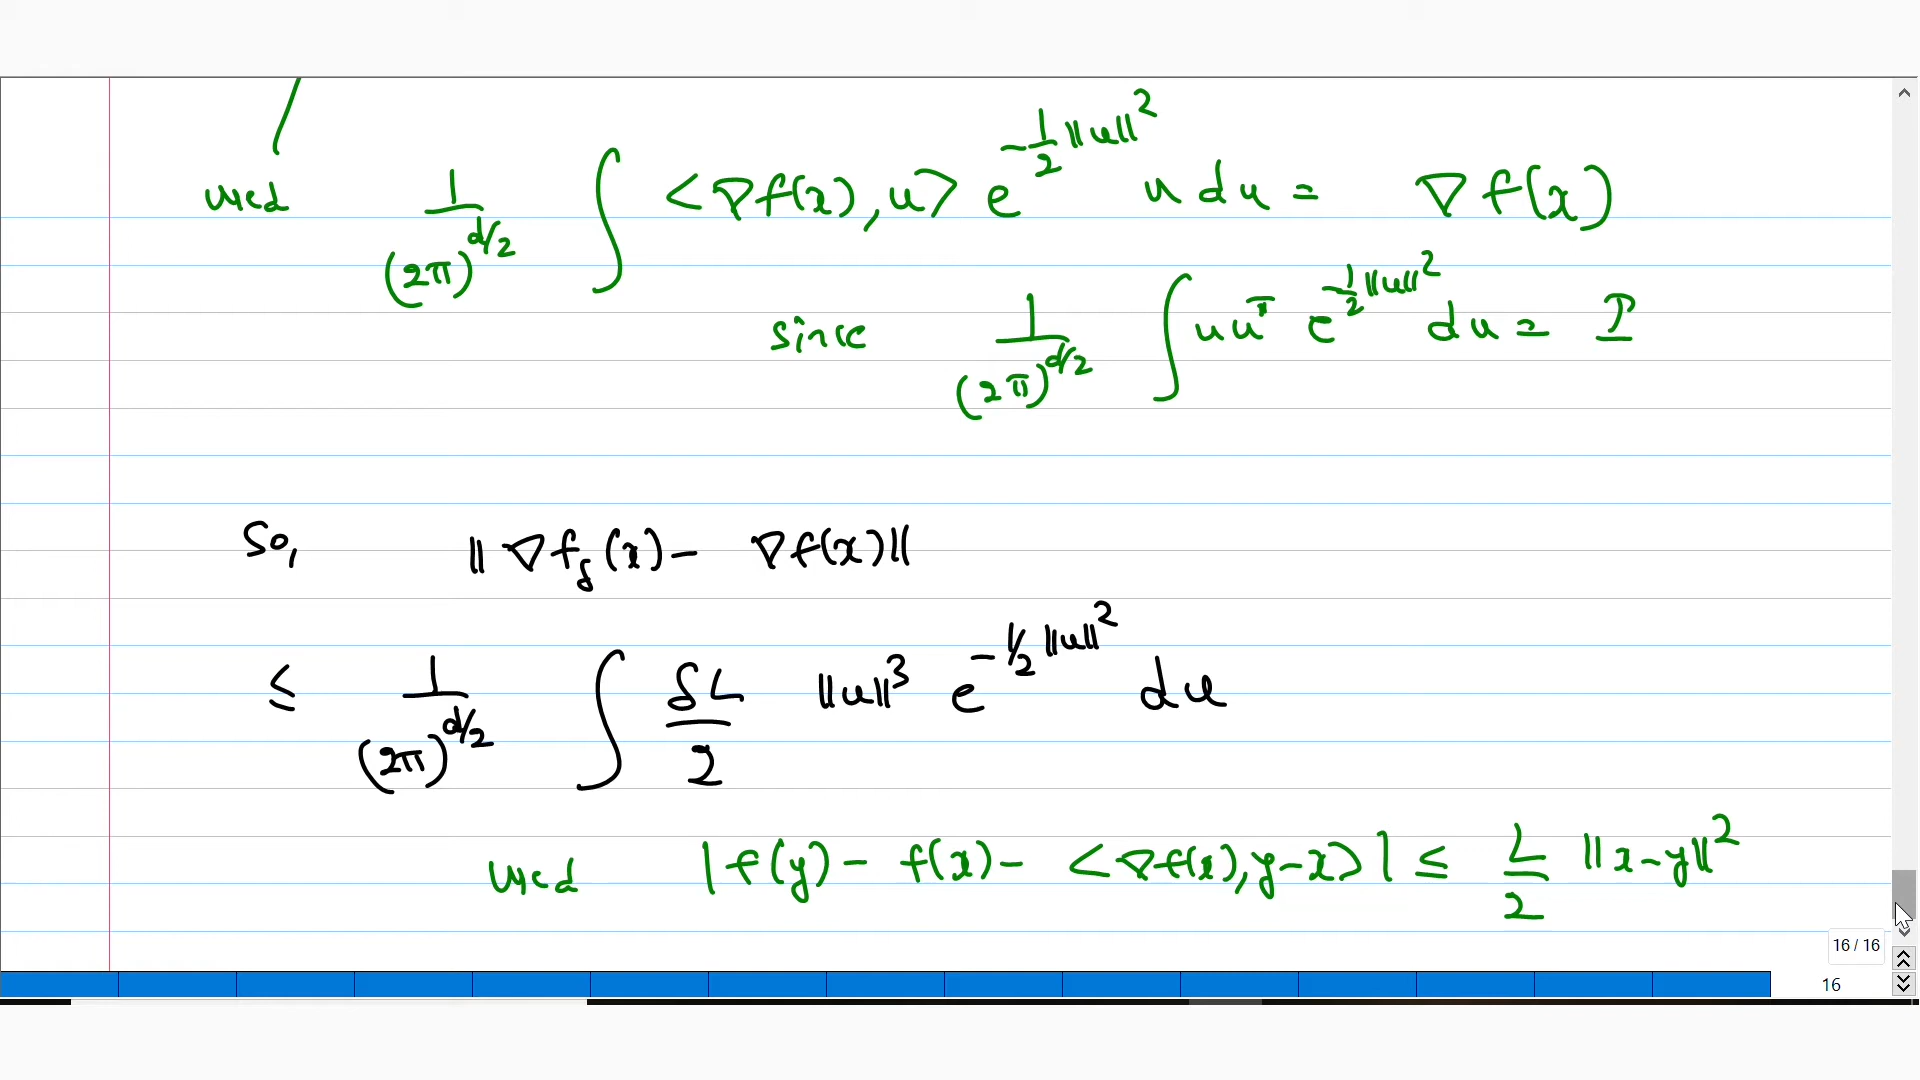 used 1/(2π)^{d/2} ∫ <∇f(x), u> e^{-1/2 ||u||^2} u du = ∇f(x)
since 1/(2π)^{d/2} ∫ uu^T e^{-1/2 ||u||^2} du = I
So, || ∇f_δ(x) - ∇f(x) ||
≤ 1/(2π)^{d/2} ∫ δL/2 ||u||^3 e^{-1/2 ||u||^2} du
used |f(y) - f(x) - <∇f(x), y-x>| ≤ L/2 ||x-y||^2
16 / 16
16